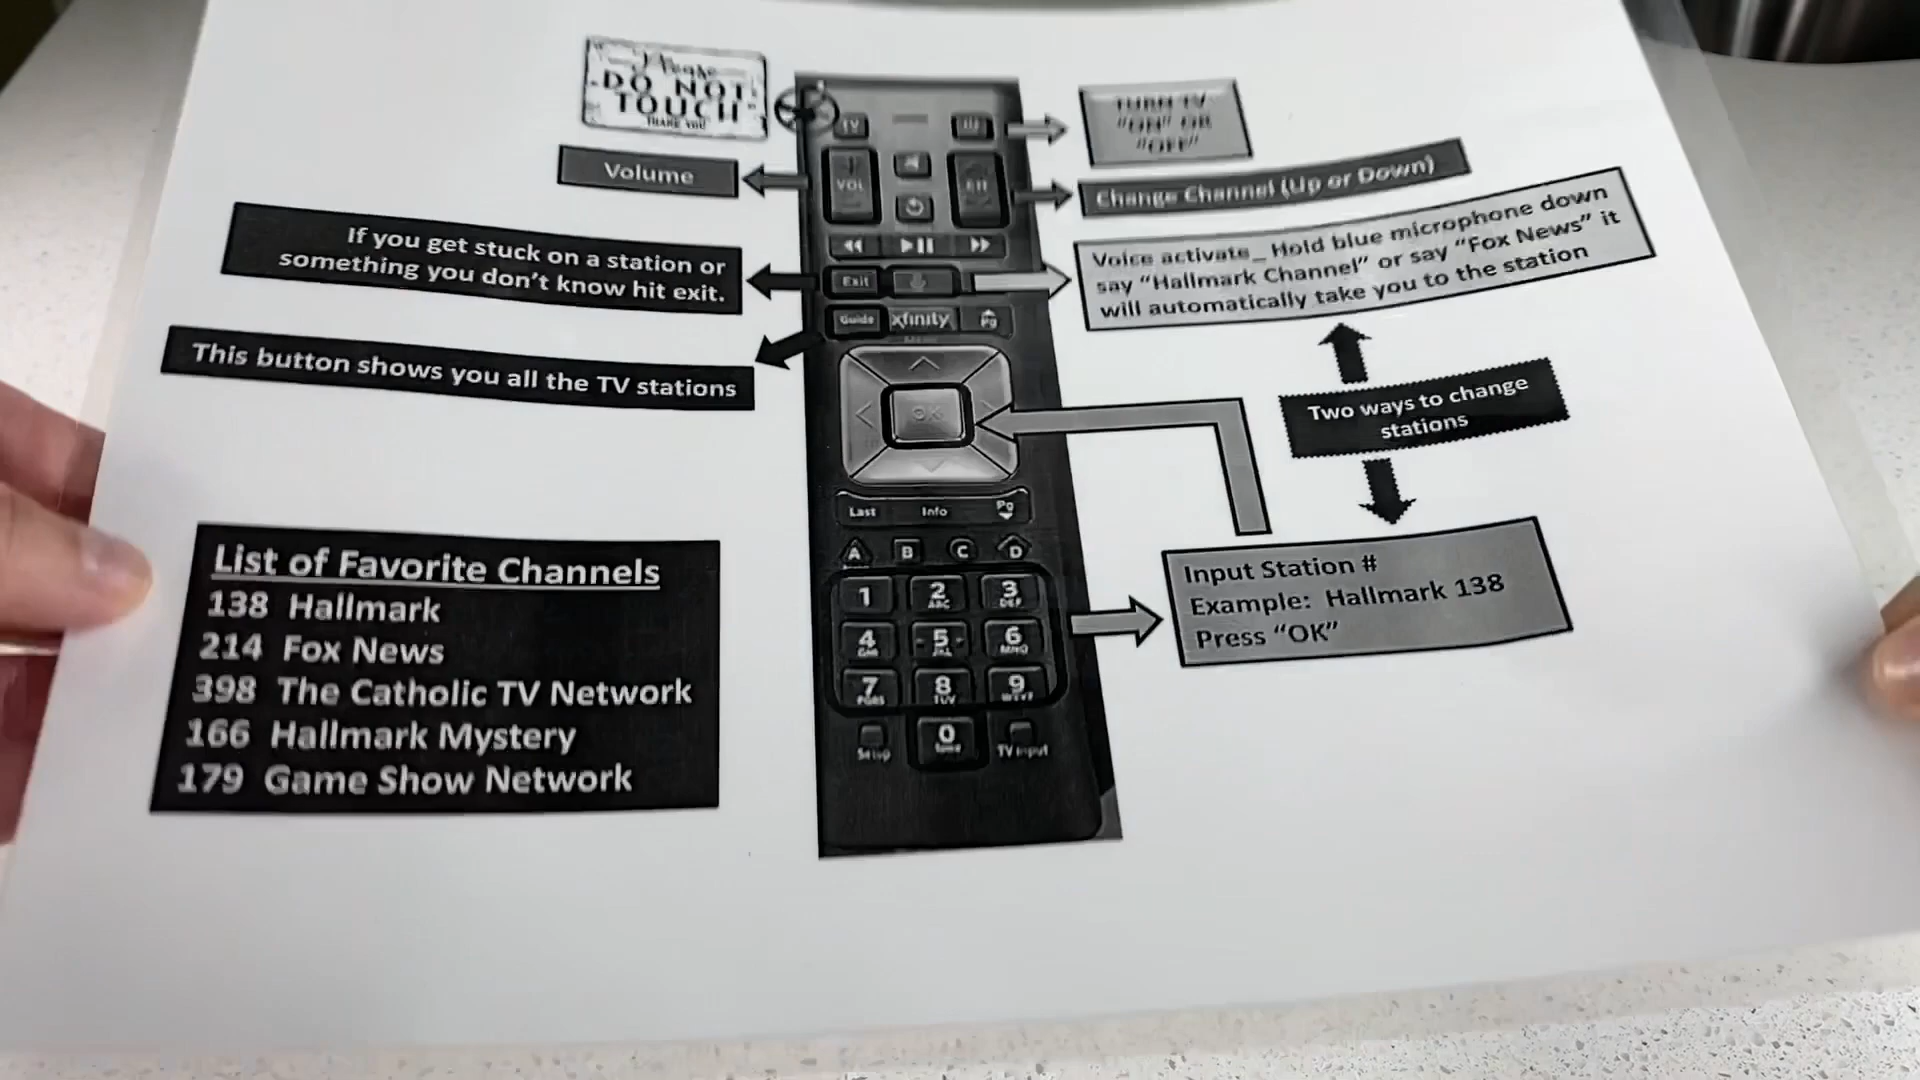 Please
DO NOT
TOUCH
THANK YOU
TURN TV
"ON" OR
"OFF"
Volume
Change Channel (Up or Down)
If you get stuck on a station or
something you don't know hit exit.
Voice activate_ Hold blue microphone down
say "Hallmark Channel" or say "Fox News" it
will automatically take you to the station
This button shows you all the TV stations
Two ways to change
stations
List of Favorite Channels
138 Hallmark
214 Fox News
398 The Catholic TV Network
166 Hallmark Mystery
179 Game Show Network
Input Station #
Example: Hallmark 138
Press "OK"
TV
VOL
CH
Exit
Guide
xfinity
Pg
Menu
OK
Last
Info
Pg
A B C D
1 2 3
ABC DEF
4 5 6
GHI JKL MNO
7 8 9
PQRS TUV WXYZ
Setup
0
TV Input